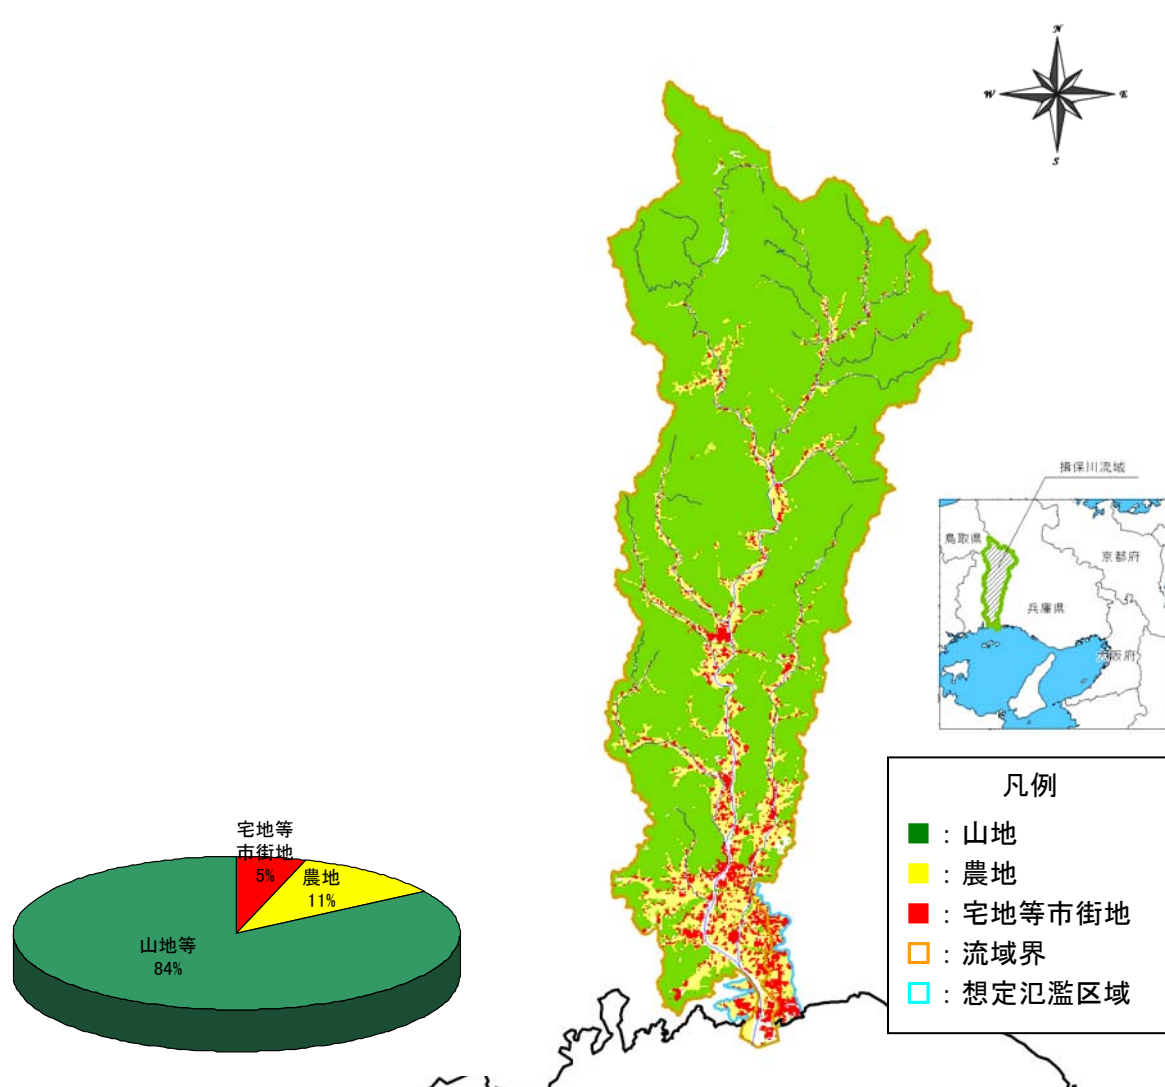 N
W
E
S
揖保川流域
鳥取県
京都府
兵庫県
大阪府
凡例
：山地
：農地
：宅地等市街地
：流域界
：想定氾濫区域
宅地等
市街地
5%
農地
11%
山地等
84%